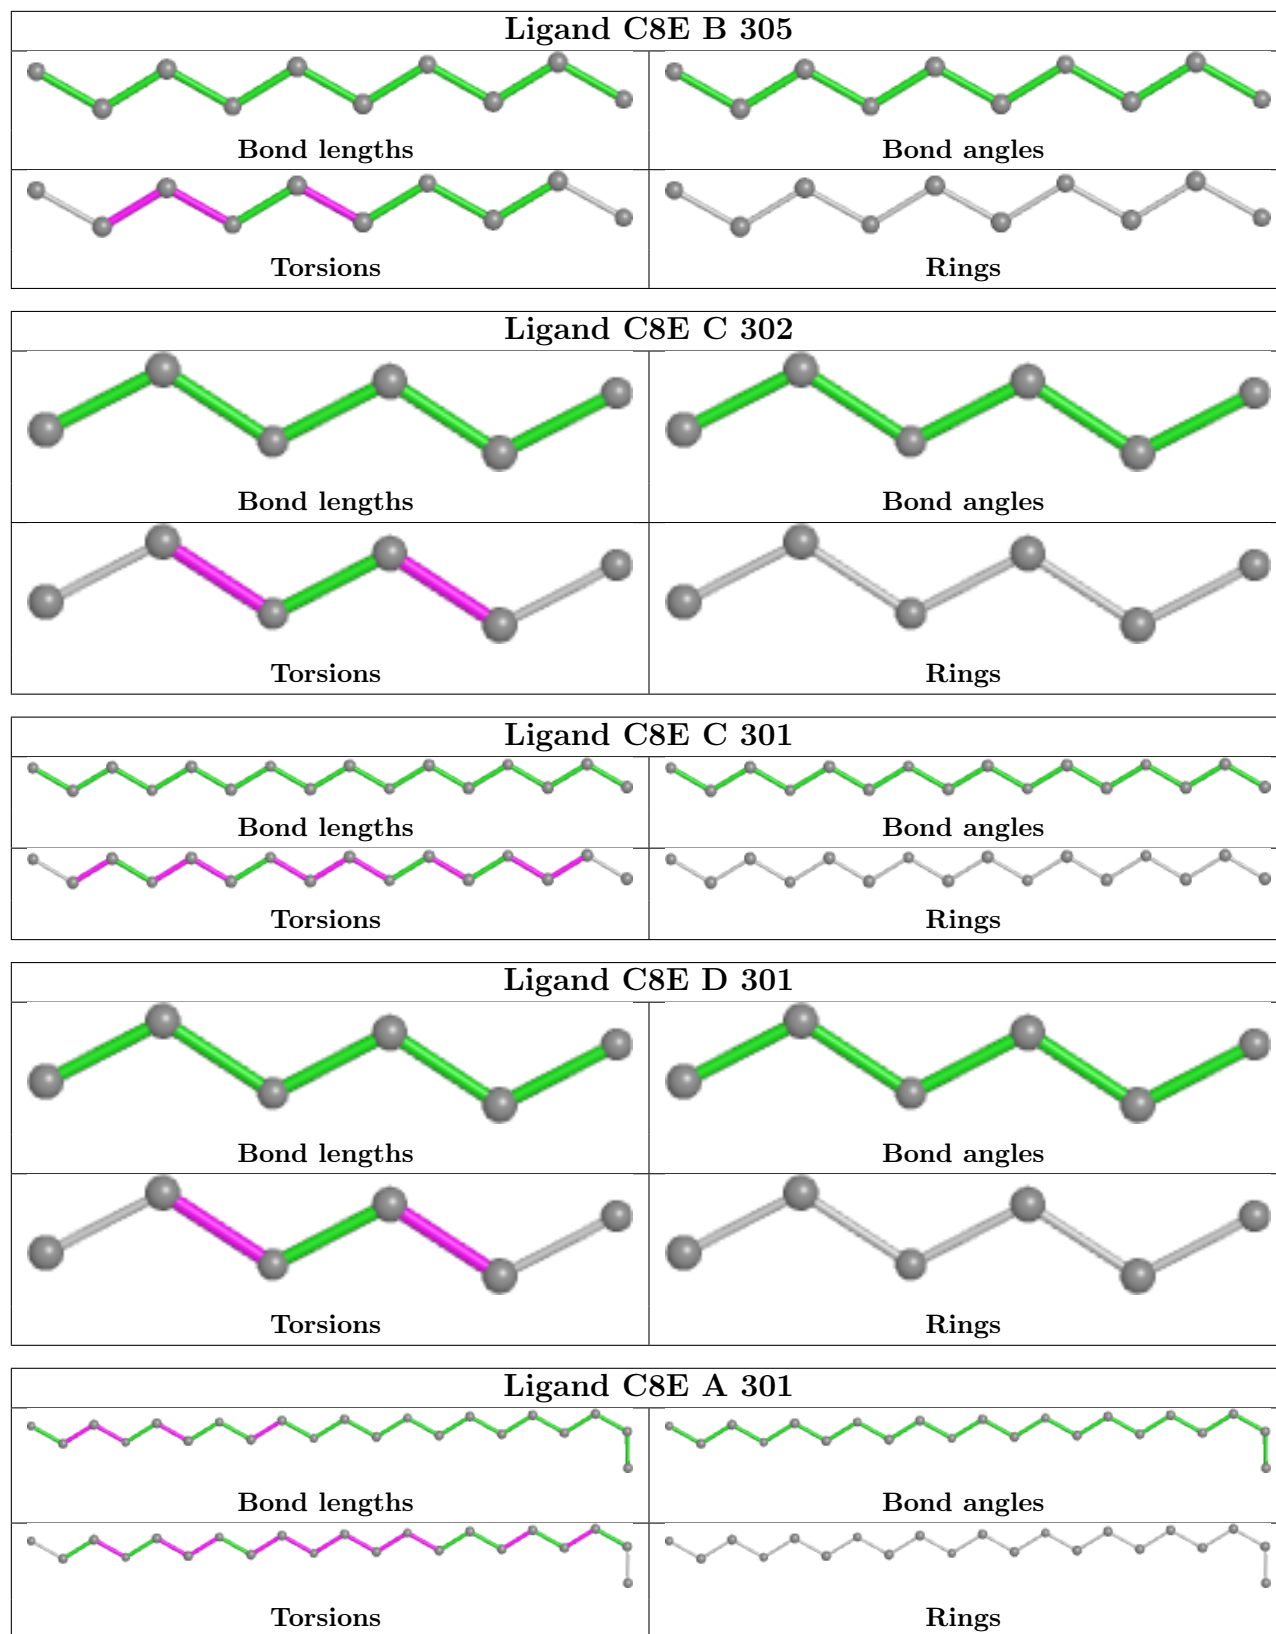 Ligand C8E B 305
Bond lengths
Bond angles
Torsions
Rings
Ligand C8E C 302
Bond lengths
Bond angles
Torsions
Rings
Ligand C8E C 301
Bond lengths
Bond angles
Torsions
Rings
Ligand C8E D 301
Bond lengths
Bond angles
Torsions
Rings
Ligand C8E A 301
Bond lengths
Bond angles
Torsions
Rings